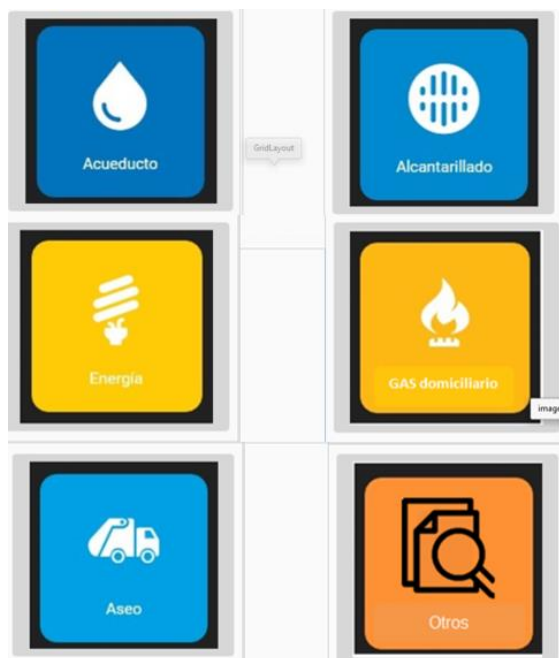 Acueducto
Alcantarillado
GridLayout
Energía
GAS domiciliario
Aseo
Otros